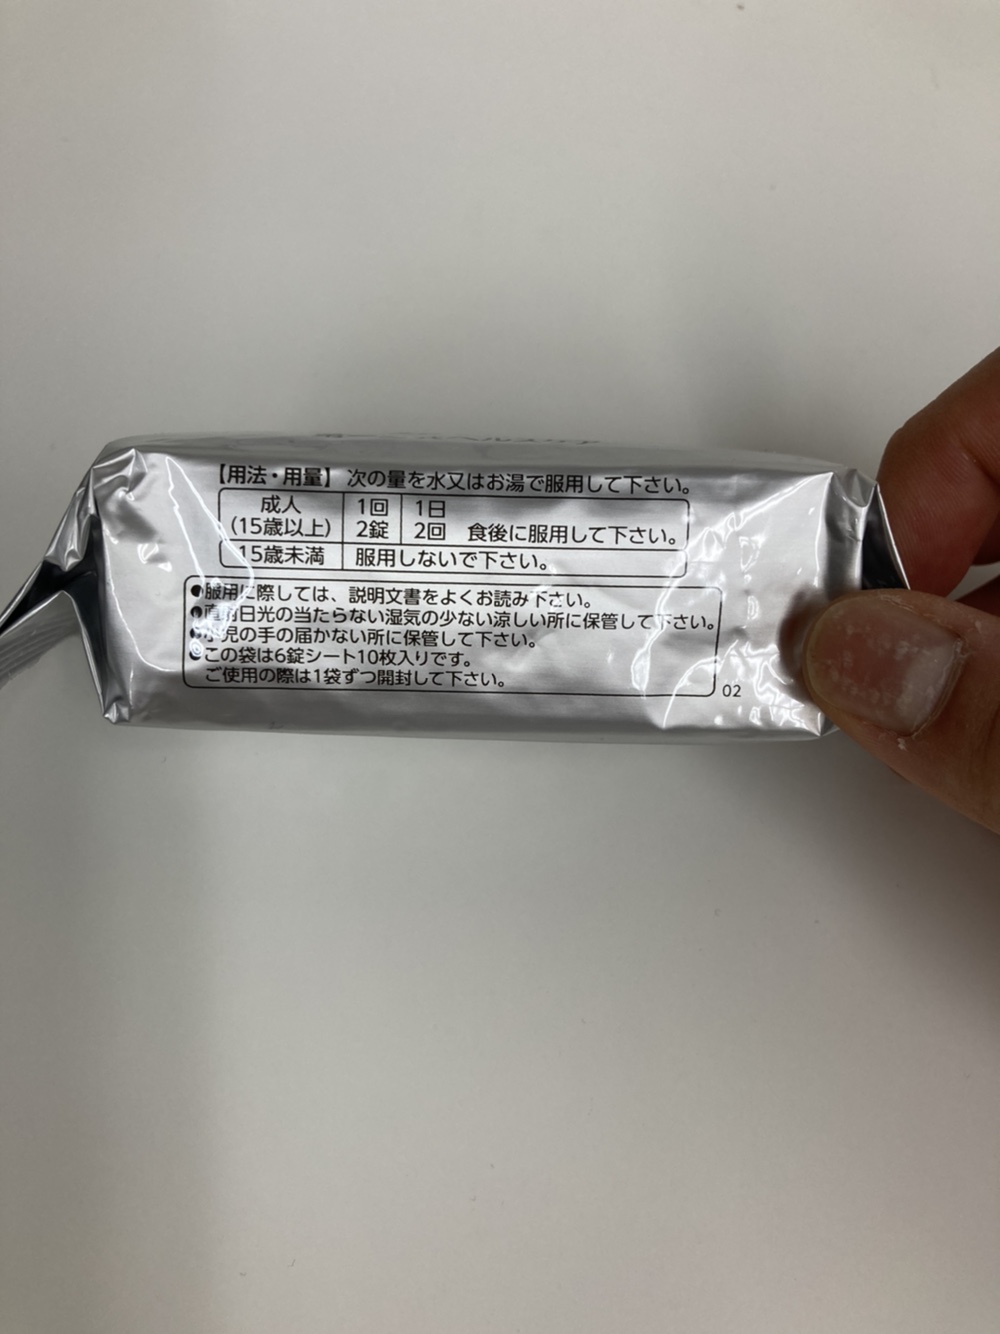 【用法・用量】 次の量を水又はお湯で服用して下さい。
成人 1回 1日
(15歳以上) 2錠 2回 食後に服用して下さい。
15歳未満 服用しないで下さい。
●服用に際しては、説明文書をよくお読み下さい。
●直射日光の当たらない湿気の少ない涼しい所に保管して下さい。
●小児の手の届かない所に保管して下さい。
●この袋は6錠シート10枚入りです。
ご使用の際は1袋ずつ開封して下さい。
02